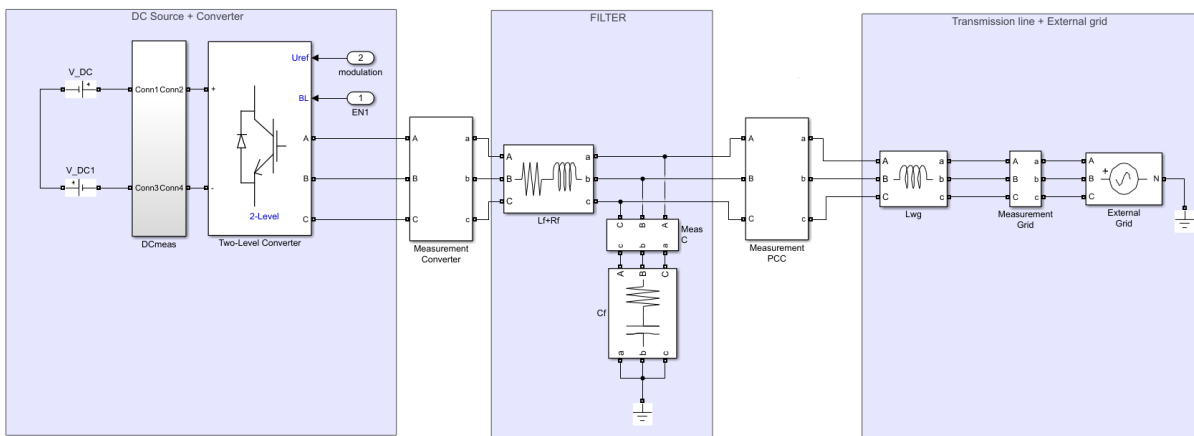 DC Source + Converter
FILTER
Transmission line + External grid
V_DC
V_DC1
Conn1
Conn2
Conn3
Conn4
DCmeas
+
-
Uref
BL
A
B
C
2-Level
Two-Level Converter
2
modulation
1
EN1
A
B
C
a
b
c
Measurement
Converter
A
B
C
a
b
c
Lf+Rf
C
B
A
c
b
a
Meas
C
A
B
C
a
b
c
Cf
A
B
C
a
b
c
Measurement
PCC
A
B
C
a
b
c
Lwg
A
B
C
a
b
c
Measurement
Grid
A
B
C
+
N
External
Grid